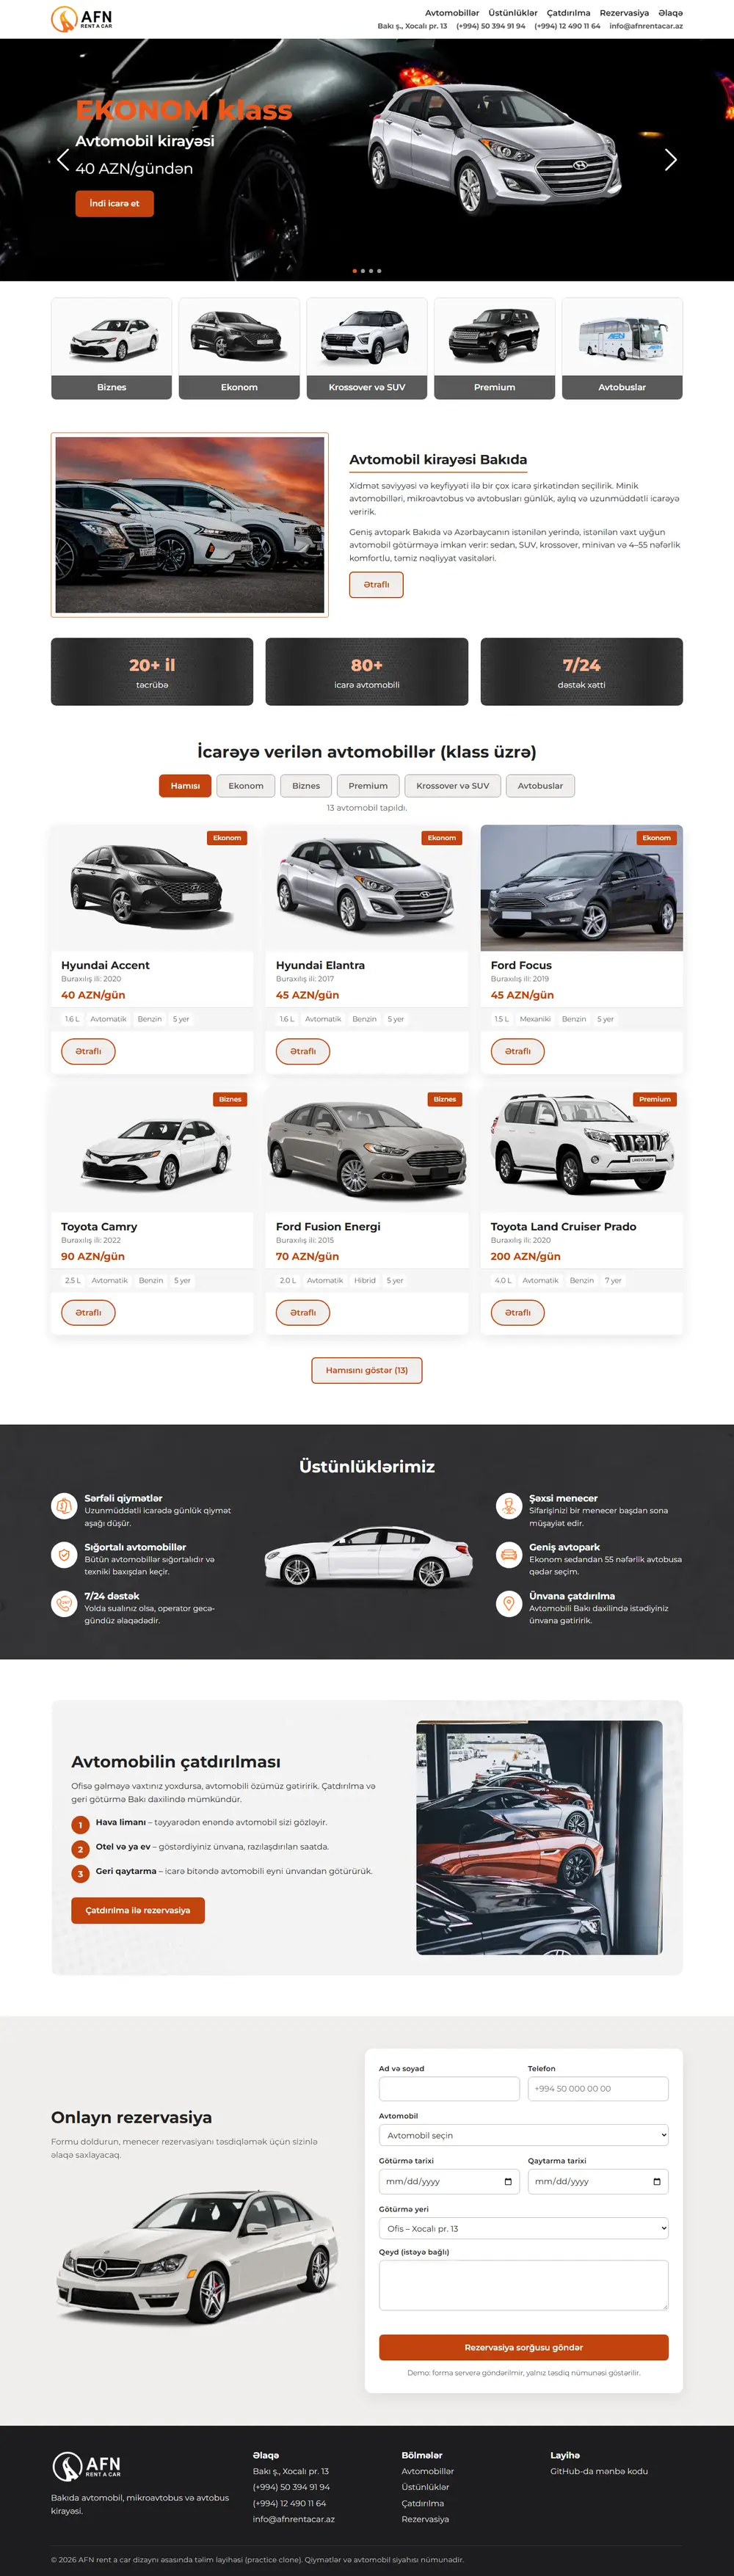 AFN
RENT A CAR
Avtomobillər Üstünlüklər Çatdırılma Rezervasiya Əlaqə
Bakı ş., Xocalı pr. 13 (+994) 50 394 91 94 (+994) 12 490 11 64 info@afnrentacar.az
EKONOM klass
Avtomobil kirayəsi
40 AZN/gündən
İndi icarə et
Biznes
Ekonom
Krossover və SUV
Premium
Avtobuslar
Avtomobil kirayəsi Bakıda
Xidmət səviyyəsi və keyfiyyəti ilə bir çox icarə şirkətindən seçilirik. Minik
avtomobilləri, mikroavtobus və avtobusları günlük, aylıq və uzunmüddətli icarəyə
veririk.
Geniş avtopark Bakıda və Azərbaycanın istənilən yerində, istənilən vaxt uyğun
avtomobil götürməyə imkan verir: sedan, SUV, krossover, minivan və 4–55 nəfərlik
komfortlu, təmiz nəqliyyat vasitələri.
Ətraflı
20+ il
təcrübə
80+
icarə avtomobili
7/24
dəstək xətti
İcarəyə verilən avtomobillər (klass üzrə)
Hamısı Ekonom Biznes Premium Krossover və SUV Avtobuslar
13 avtomobil tapıldı.
Ekonom
Hyundai Accent
Buraxılış ili: 2020
40 AZN/gün
1.6 L Avtomatik Benzin 5 yer
Ətraflı
Ekonom
Hyundai Elantra
Buraxılış ili: 2017
45 AZN/gün
1.6 L Avtomatik Benzin 5 yer
Ətraflı
Ekonom
Ford Focus
Buraxılış ili: 2019
45 AZN/gün
1.5 L Mexaniki Benzin 5 yer
Ətraflı
Biznes
Toyota Camry
Buraxılış ili: 2022
90 AZN/gün
2.5 L Avtomatik Benzin 5 yer
Ətraflı
Biznes
Ford Fusion Energi
Buraxılış ili: 2015
70 AZN/gün
2.0 L Avtomatik Hibrid 5 yer
Ətraflı
Premium
LAND CRUISER
Toyota Land Cruiser Prado
Buraxılış ili: 2020
200 AZN/gün
4.0 L Avtomatik Benzin 7 yer
Ətraflı
Hamısını göstər (13)
Üstünlüklərimiz
Sərfəli qiymətlər
Uzunmüddətli icarədə günlük qiymət
aşağı düşür.
Sığortalı avtomobillər
Bütün avtomobillər sığortalıdır və
texniki baxışdan keçir.
7/24 dəstək
Yolda sualınız olsa, operator gecə-
gündüz əlaqədədir.
Şəxsi menecer
Sifarişinizi bir menecer başdan sona
müşayiət edir.
Geniş avtopark
Ekonom sedandan 55 nəfərlik avtobusa
qədər seçim.
Ünvana çatdırılma
Avtomobili Bakı daxilində istədiyiniz
ünvana gətiririk.
Avtomobilin çatdırılması
Ofisə gəlməyə vaxtınız yoxdursa, avtomobili özümüz gətiririk. Çatdırılma və
geri götürmə Bakı daxilində mümkündür.
1 Hava limanı – təyyarədən enəndə avtomobil sizi gözləyir.
2 Otel və ya ev – göstərdiyiniz ünvana, razılaşdırılan saatda.
3 Geri qaytarma – icarə bitəndə avtomobili eyni ünvandan götürürük.
Çatdırılma ilə rezervasiya
Onlayn rezervasiya
Formu doldurun, menecer rezervasiyanı təsdiqləmək üçün sizinlə
əlaqə saxlayacaq.
Ad və soyad
Telefon
+994 50 000 00 00
Avtomobil
Avtomobil seçin
Götürmə tarixi
mm/dd/yyyy
Qaytarma tarixi
mm/dd/yyyy
Götürmə yeri
Ofis – Xocalı pr. 13
Qeyd (istəyə bağlı)
Rezervasiya sorğusu göndər
Demo: forma serverə göndərilmir, yalnız təsdiq nümunəsi göstərilir.
AFN
RENT A CAR
Bakıda avtomobil, mikroavtobus və avtobus
kirayəsi.
Əlaqə
Bakı ş., Xocalı pr. 13
(+994) 50 394 91 94
(+994) 12 490 11 64
info@afnrentacar.az
Bölmələr
Avtomobillər
Üstünlüklər
Çatdırılma
Rezervasiya
Layihə
GitHub-da mənbə kodu
© 2026 AFN rent a car dizaynı əsasında təlim layihəsi (practice clone). Qiymətlər və avtomobil siyahısı nümunədir.